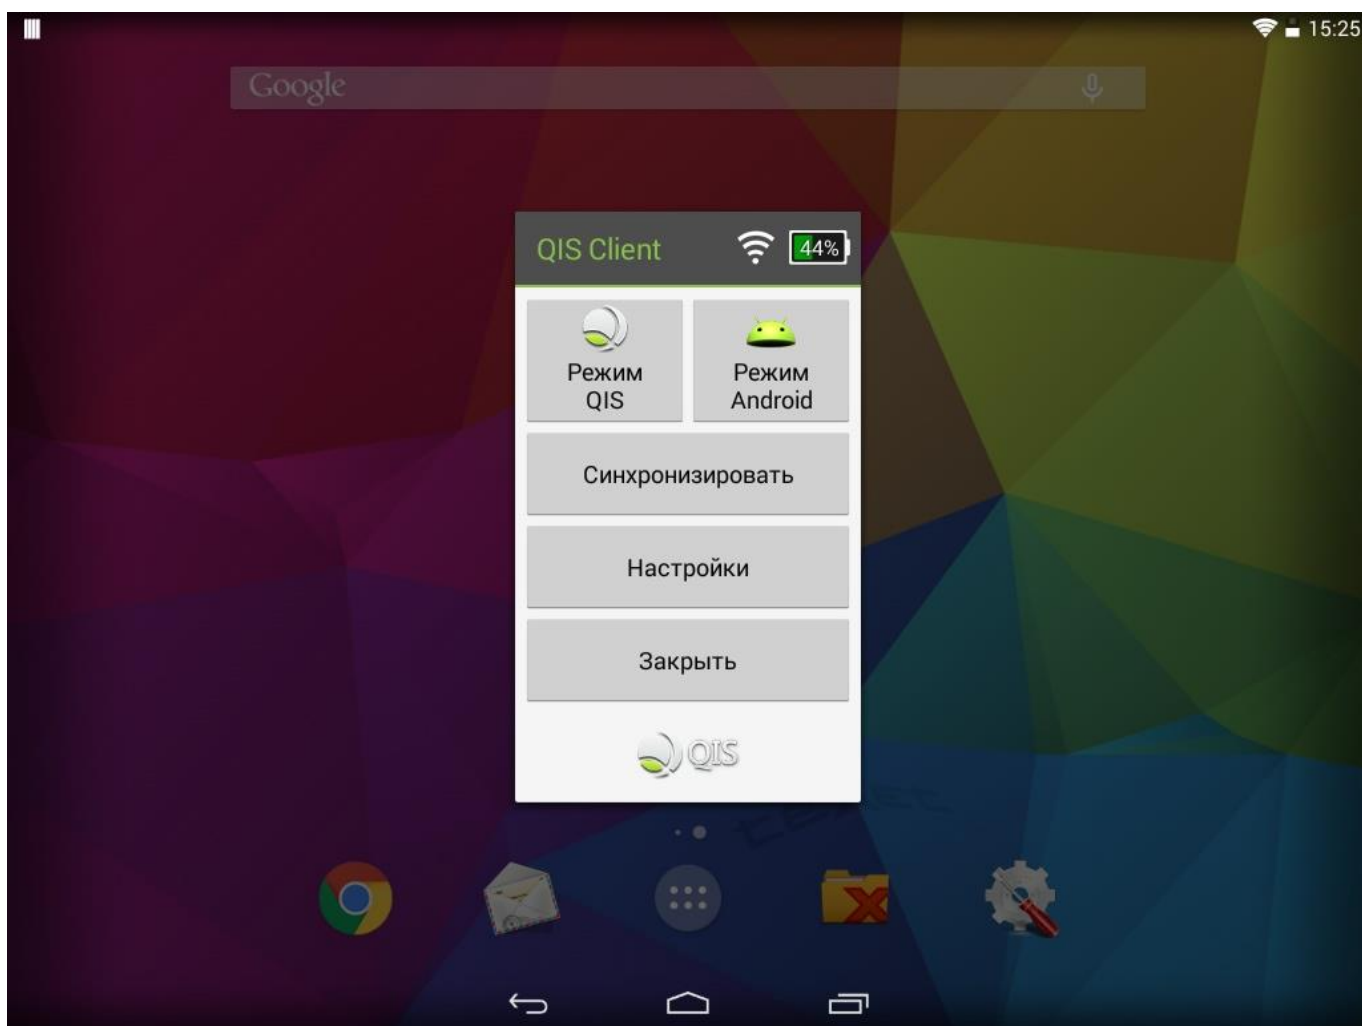 15:25
Google
QIS Client
44%
Режим
QIS
Режим
Android
Синхронизировать
Настройки
Закрыть
QIS